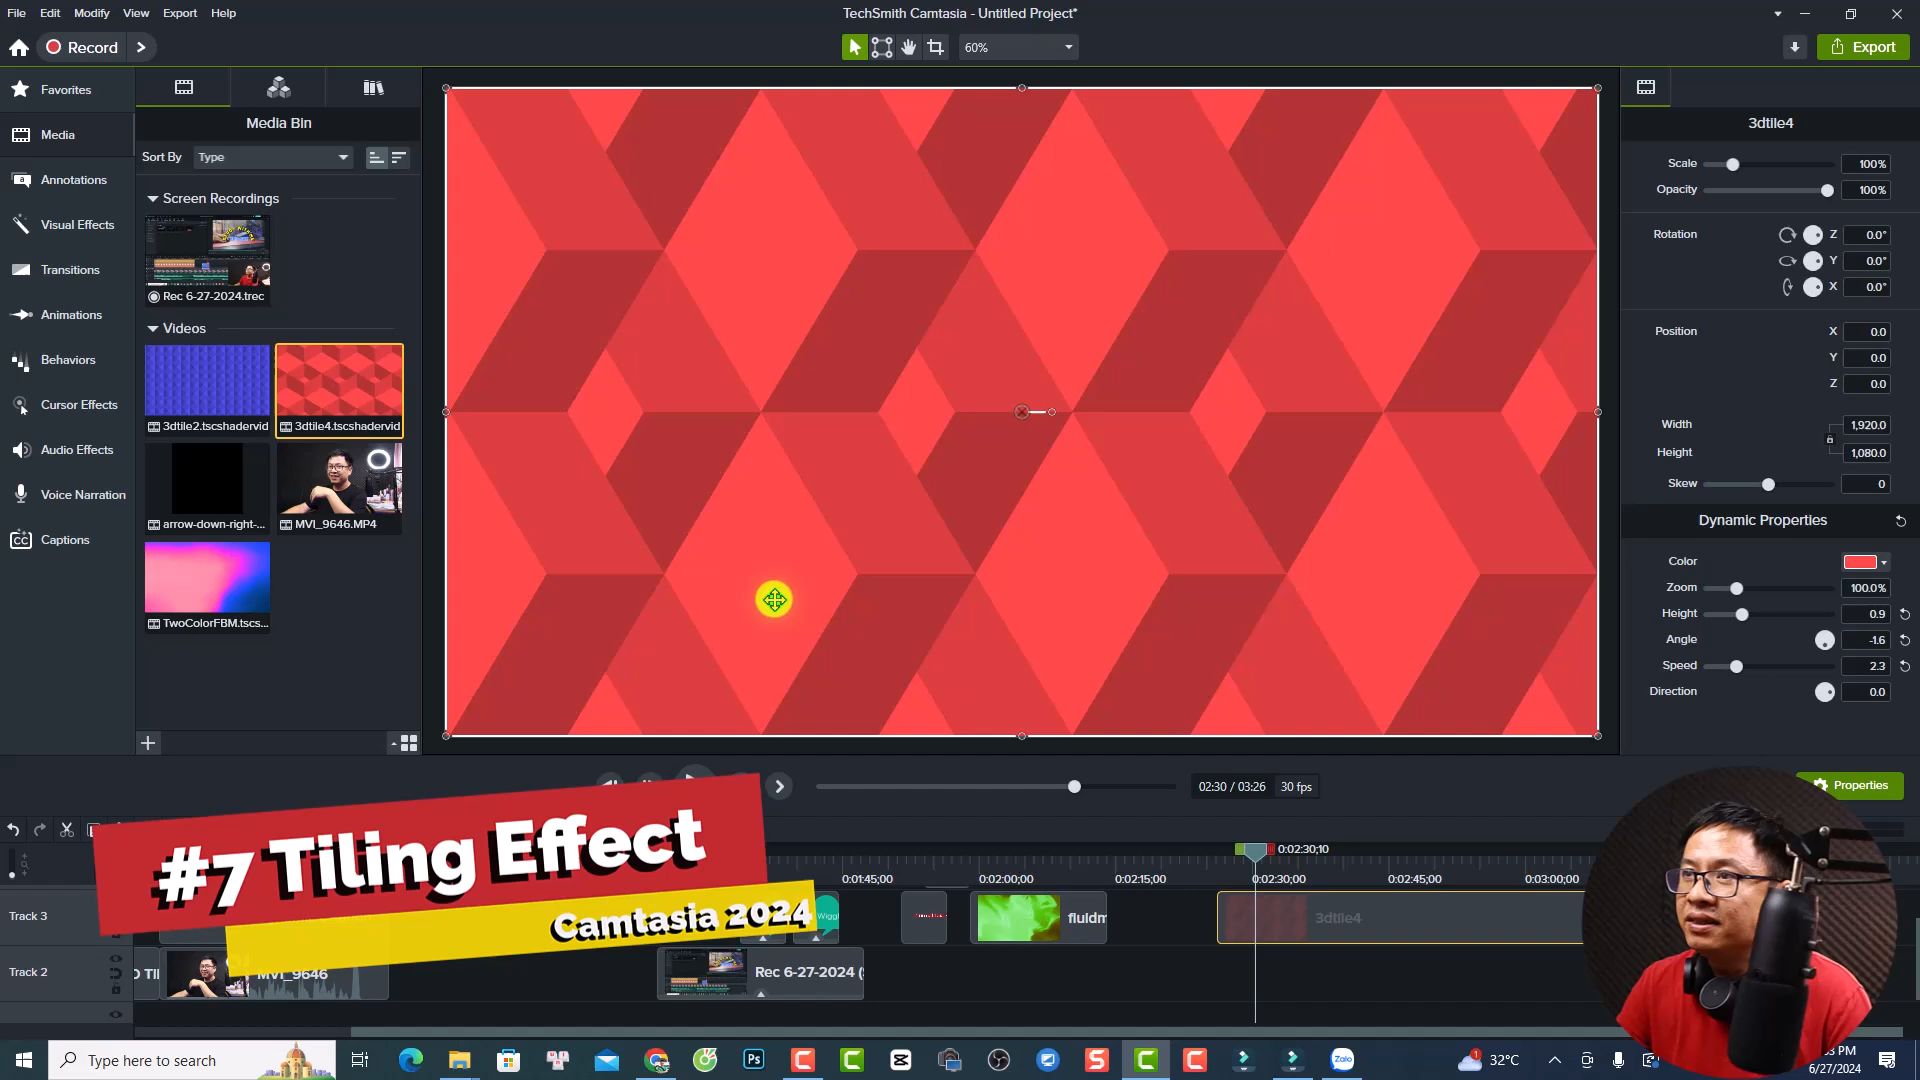 File Edit Modify View Export Help
TechSmith Camtasia - Untitled Project*
Record
60%
Export
Favorites
Media
Annotations
Visual Effects
Transitions
Animations
Behaviors
Cursor Effects
Audio Effects
Voice Narration
CC Captions
Media Bin
Sort By Type
Screen Recordings
Rec 6-27-2024.trec
Videos
3dtile2.tscshadervid
3dtile4.tscshadervid
arrow-down-right-...
MVI_9646.MP4
TwoColorFBM.tscs...
3dtile4
Scale 100%
Opacity 100%
Rotation Z 0.0°
Y 0.0°
X 0.0°
Position X 0.0
Y 0.0
Z 0.0
Width 1,920.0
Height 1,080.0
Skew 0
Dynamic Properties
Color
Zoom 100.0%
Height 0.9
Angle -1.6
Speed 2.3
Direction 0.0
02:30 / 03:26 30 fps
Properties
#7 Tiling Effect
Camtasia 2024
0:02:30;10
0:01:45;00 0:02:00;00 0:02:15;00 0:02:30;00 0:02:45;00 0:03:00;00
Track 3
Wiggl
fluidm
3dtile4
Track 2
MVI_9646
Rec 6-27-2024 (
Type here to search
Ps
Zalo
1
32°C
PM
6/27/2024